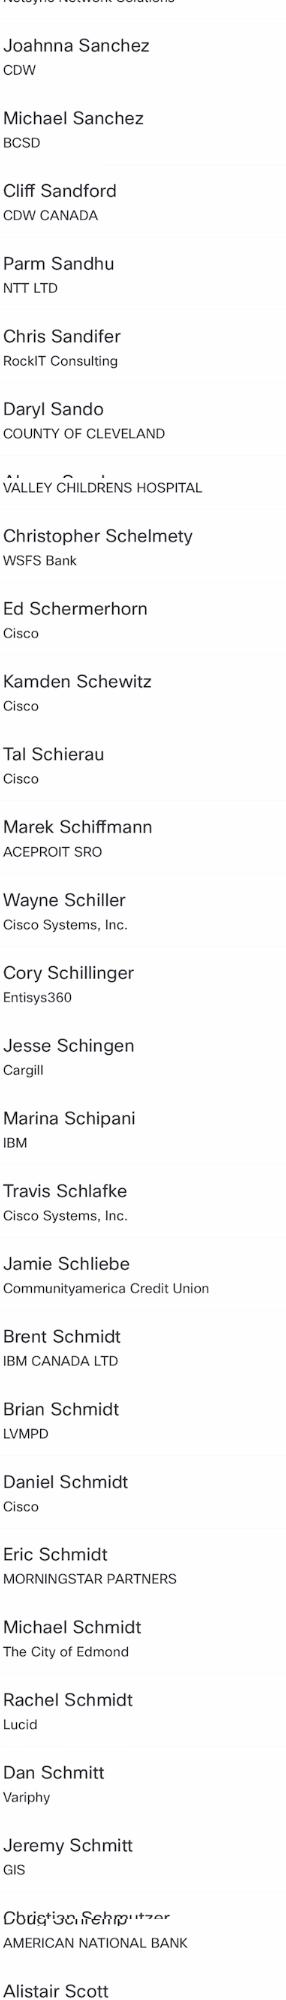 Netsync Network Solutions
Joahnna Sanchez
CDW
Michael Sanchez
BCSD
Cliff Sandford
CDW CANADA
Parm Sandhu
NTT LTD
Chris Sandifer
RockIT Consulting
Daryl Sando
COUNTY OF CLEVELAND
VALLEY CHILDRENS HOSPITAL
Christopher Schelmety
WSFS Bank
Ed Schermerhorn
Cisco
Kamden Schewitz
Cisco
Tal Schierau
Cisco
Marek Schiffmann
ACEPROIT SRO
Wayne Schiller
Cisco Systems, Inc.
Cory Schillinger
Entisys360
Jesse Schingen
Cargill
Marina Schipani
IBM
Travis Schlafke
Cisco Systems, Inc.
Jamie Schliebe
Communityamerica Credit Union
Brent Schmidt
IBM CANADA LTD
Brian Schmidt
LVMPD
Daniel Schmidt
Cisco
Eric Schmidt
MORNINGSTAR PARTNERS
Michael Schmidt
The City of Edmond
Rachel Schmidt
Lucid
Dan Schmitt
Variphy
Jeremy Schmitt
GIS
AMERICAN NATIONAL BANK
Alistair Scott